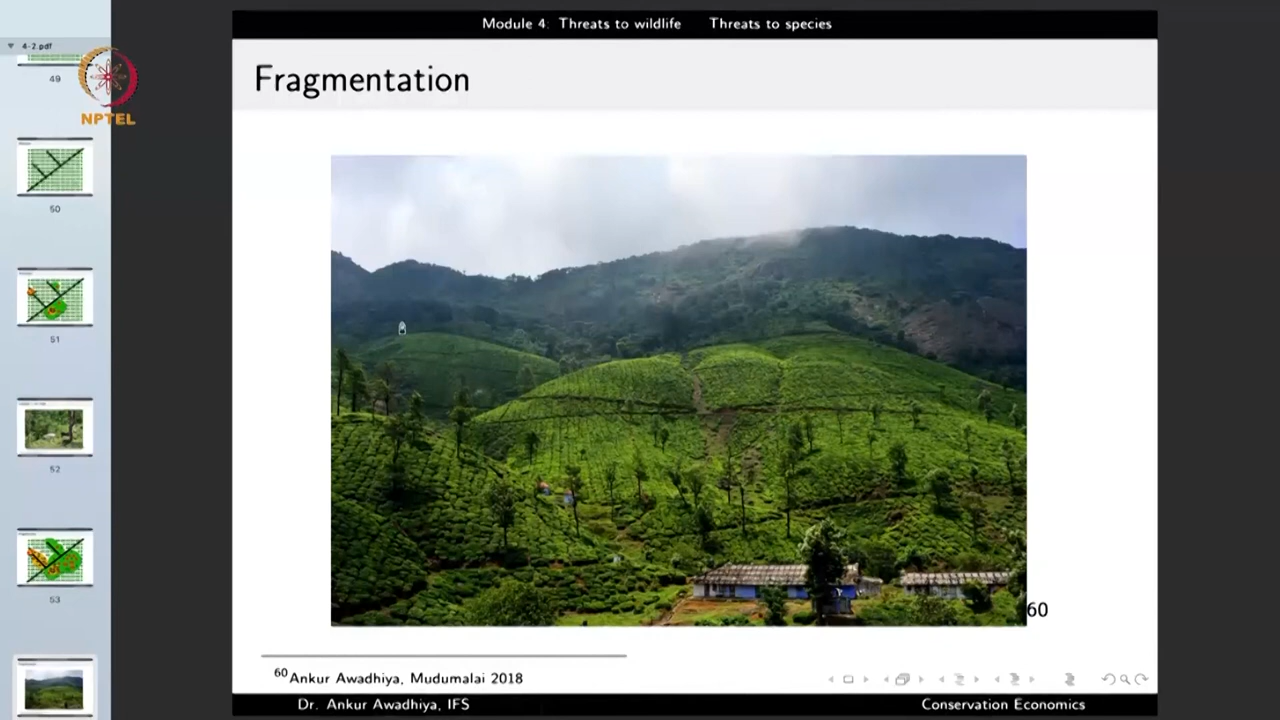 Module 4: Threats to wildlife Threats to species
4-2.pdf
49
NPTEL
Fragmentation
50
51
52
53
60
60 Ankur Awadhiya, Mudumalai 2018
Dr. Ankur Awadhiya, IFS Conservation Economics